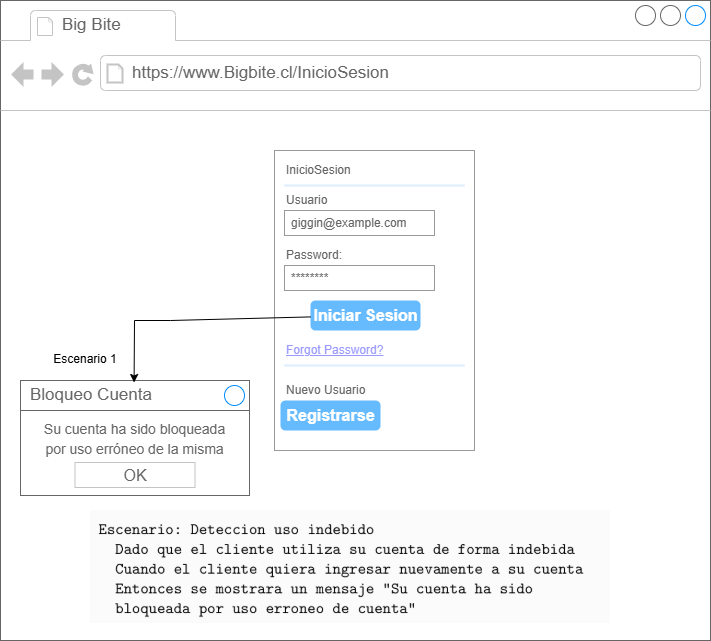 Big Bite
https://www.Bigbite.cl/InicioSesion
InicioSesion
Usuario
giggin@example.com
Password:
********
Iniciar Sesion
Forgot Password?
Nuevo Usuario
Registrarse
Escenario 1
Bloqueo Cuenta
Su cuenta ha sido bloqueada
por uso erróneo de la misma
OK
Escenario: Deteccion uso indebido
Dado que el cliente utiliza su cuenta de forma indebida
Cuando el cliente quiera ingresar nuevamente a su cuenta
Entonces se mostrara un mensaje "Su cuenta ha sido
bloqueada por uso erroneo de cuenta"